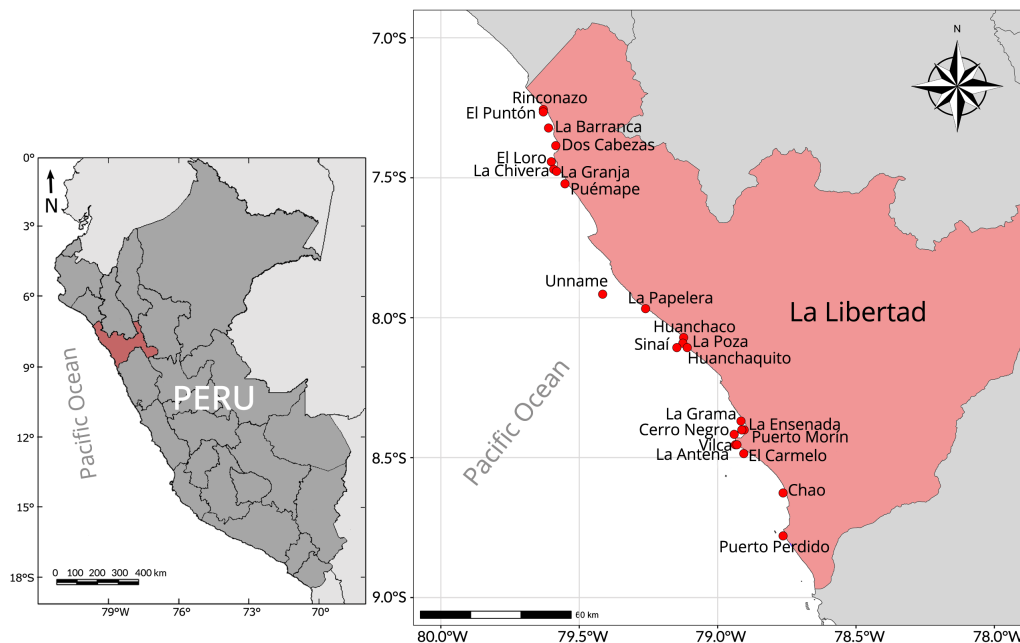 0°
3°
6°
9°
12°
15°
18°S
79°W
76°
73°
70°
N
Pacific Ocean
PERU
0 100 200 300 400 km
7.0°S
7.5°S
8.0°S
8.5°S
9.0°S
80.0°W
79.5°W
79.0°W
78.5°W
78.0°W
N
Rinconazo
El Puntón
La Barranca
Dos Cabezas
El Loro
La Chivera
La Granja
Puémape
Unname
La Papelera
La Libertad
Huanchaco
Sinaí
La Poza
Huanchaquito
Pacific Ocean
La Grama
La Ensenada
Cerro Negro
Puerto Morín
Vilca
La Antena
El Carmelo
Chao
Puerto Perdido
60 km